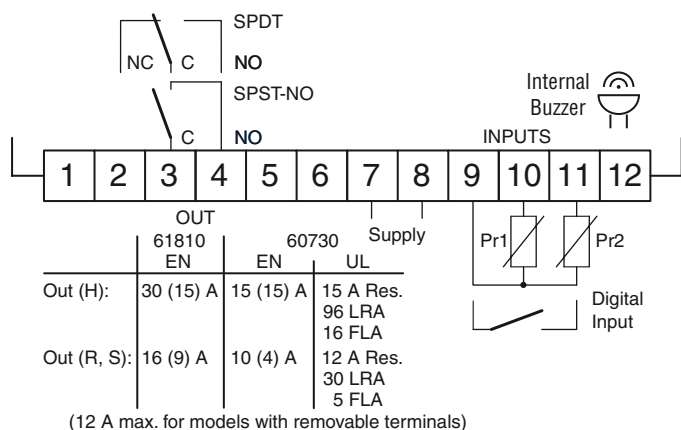 SPDT
NC C NO
SPST-NO
C NO
Internal
Buzzer
INPUTS
1 2 3 4 5 6 7 8 9 10 11 12
OUT
Supply
Pr1 Pr2
61810 60730
EN EN UL
Out (H): 30 (15) A 15 (15) A 15 A Res.
96 LRA
16 FLA
Out (R, S): 16 (9) A 10 (4) A 12 A Res.
30 LRA
5 FLA
Digital
Input
(12 A max. for models with removable terminals)